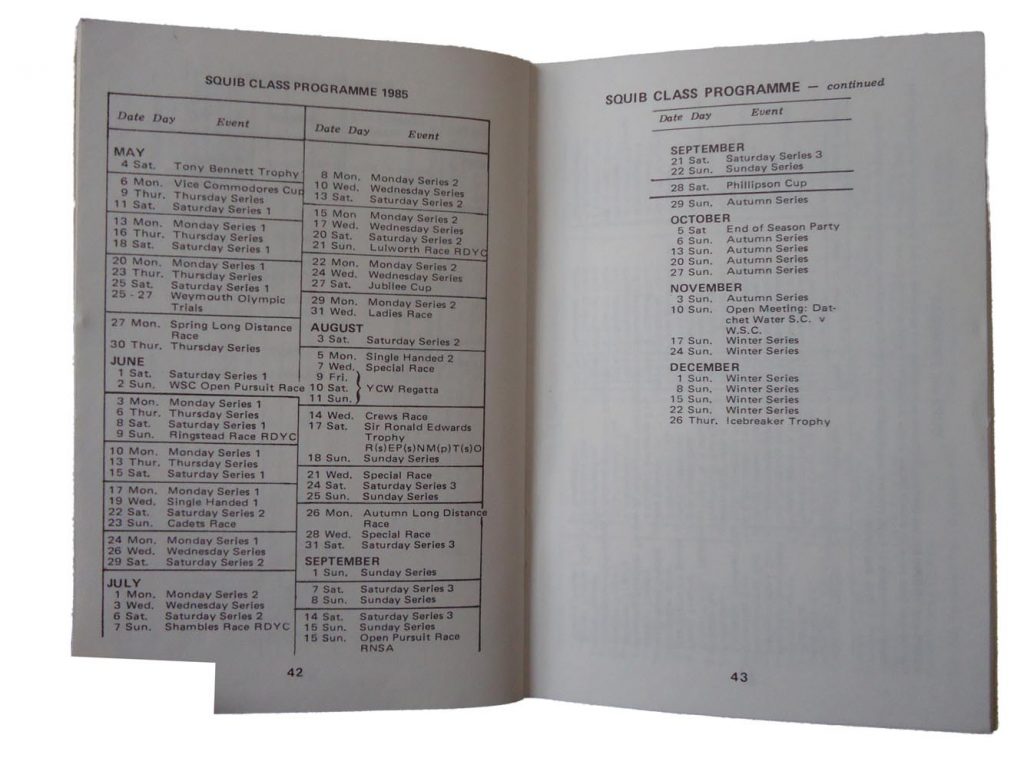 SQUIB CLASS PROGRAMME 1985
Date Day Event
MAY
4 Sat. Tony Bennett Trophy
6 Mon. Vice Commodores Cup
9 Thur. Thursday Series
11 Sat. Saturday Series 1
13 Mon. Monday Series 1
16 Thur. Thursday Series
18 Sat. Saturday Series 1
20 Mon. Monday Series 1
23 Thur. Thursday Series
25 Sat. Saturday Series 1
25 - 27 Weymouth Olympic
Trials
27 Mon. Spring Long Distance
Race
30 Thur. Thursday Series
JUNE
1 Sat. Saturday Series 1
2 Sun. WSC Open Pursuit Race
3 Mon. Monday Series 1
6 Thur. Thursday Series
8 Sat. Saturday Series 1
9 Sun. Ringstead Race RDYC
10 Mon. Monday Series 1
13 Thur. Thursday Series
15 Sat. Saturday Series 1
17 Mon. Monday Series 1
19 Wed. Single Handed 1
22 Sat. Saturday Series 2
23 Sun. Cadets Race
24 Mon. Monday Series 1
26 Wed. Wednesday Series
29 Sat. Saturday Series 2
JULY
1 Mon. Monday Series 2
3 Wed. Wednesday Series
6 Sat. Saturday Series 2
7 Sun. Shambles Race RDYC
Date Day Event
8 Mon. Monday Series 2
10 Wed. Wednesday Series
13 Sat. Saturday Series 2
15 Mon Monday Series 2
17 Wed. Wednesday Series
20 Sat. Saturday Series 2
21 Sun. Lulworth Race RDYC
22 Mon. Monday Series 2
24 Wed. Wednesday Series
27 Sat. Jubilee Cup
29 Mon. Monday Series 2
31 Wed. Ladies Race
AUGUST
3 Sat. Saturday Series 2
5 Mon. Single Handed 2
7 Wed. Special Race
9 Fri.
10 Sat. YCW Regatta
11 Sun.
14 Wed. Crews Race
17 Sat. Sir Ronald Edwards
Trophy
R(s)EP(s)NM(p)T(s)O
18 Sun. Sunday Series
21 Wed. Special Race
24 Sat. Saturday Series 3
25 Sun. Sunday Series
26 Mon. Autumn Long Distance
Race
28 Wed. Special Race
31 Sat. Saturday Series 3
SEPTEMBER
1 Sun. Sunday Series
7 Sat. Saturday Series 3
8 Sun. Sunday Series
14 Sat. Saturday Series 3
15 Sun. Sunday Series
15 Sun. Open Pursuit Race
RNSA
42
SQUIB CLASS PROGRAMME — continued
Date Day Event
SEPTEMBER
21 Sat. Saturday Series 3
22 Sun. Sunday Series
28 Sat. Phillipson Cup
29 Sun. Autumn Series
OCTOBER
5 Sat End of Season Party
6 Sun. Autumn Series
13 Sun. Autumn Series
20 Sun. Autumn Series
27 Sun. Autumn Series
NOVEMBER
3 Sun. Autumn Series
10 Sun. Open Meeting: Dat-
chet Water S.C. v
W.S.C.
17 Sun. Winter Series
24 Sun. Winter Series
DECEMBER
1 Sun. Winter Series
8 Sun. Winter Series
15 Sun. Winter Series
22 Sun. Winter Series
26 Thur. Icebreaker Trophy
43